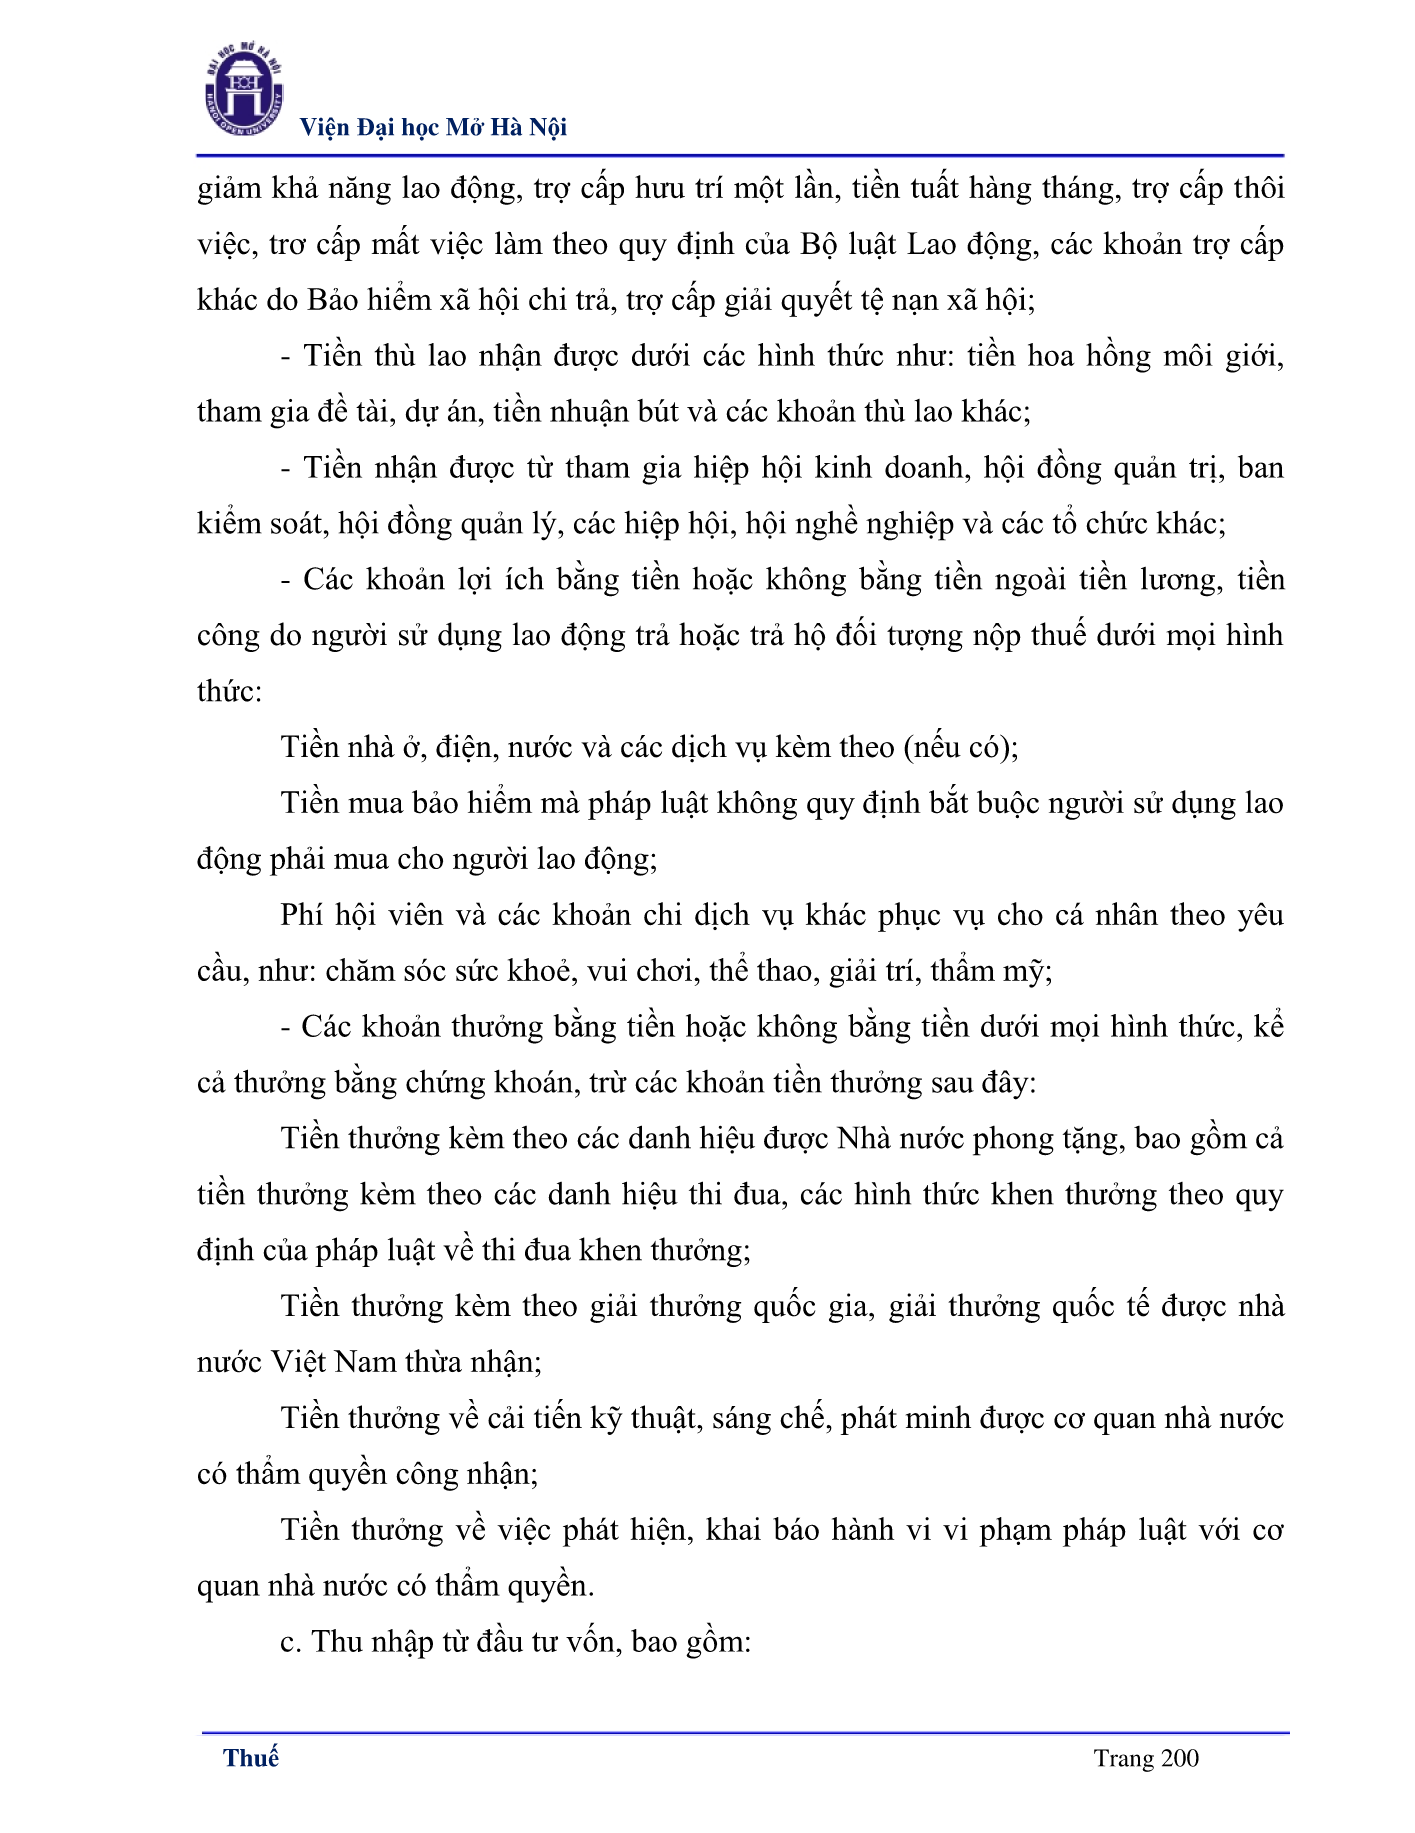 ĐẠI HỌC MỞ HÀ NỘI
HANOI OPEN UNIVERSITY
Viện Đại học Mở Hà Nội
giảm khả năng lao động, trợ cấp hưu trí một lần, tiền tuất hàng tháng, trợ cấp thôi
việc, trơ cấp mất việc làm theo quy định của Bộ luật Lao động, các khoản trợ cấp
khác do Bảo hiểm xã hội chi trả, trợ cấp giải quyết tệ nạn xã hội;
- Tiền thù lao nhận được dưới các hình thức như: tiền hoa hồng môi giới,
tham gia đề tài, dự án, tiền nhuận bút và các khoản thù lao khác;
- Tiền nhận được từ tham gia hiệp hội kinh doanh, hội đồng quản trị, ban
kiểm soát, hội đồng quản lý, các hiệp hội, hội nghề nghiệp và các tổ chức khác;
- Các khoản lợi ích bằng tiền hoặc không bằng tiền ngoài tiền lương, tiền
công do người sử dụng lao động trả hoặc trả hộ đối tượng nộp thuế dưới mọi hình
thức:
Tiền nhà ở, điện, nước và các dịch vụ kèm theo (nếu có);
Tiền mua bảo hiểm mà pháp luật không quy định bắt buộc người sử dụng lao
động phải mua cho người lao động;
Phí hội viên và các khoản chi dịch vụ khác phục vụ cho cá nhân theo yêu
cầu, như: chăm sóc sức khoẻ, vui chơi, thể thao, giải trí, thẩm mỹ;
- Các khoản thưởng bằng tiền hoặc không bằng tiền dưới mọi hình thức, kể
cả thưởng bằng chứng khoán, trừ các khoản tiền thưởng sau đây:
Tiền thưởng kèm theo các danh hiệu được Nhà nước phong tặng, bao gồm cả
tiền thưởng kèm theo các danh hiệu thi đua, các hình thức khen thưởng theo quy
định của pháp luật về thi đua khen thưởng;
Tiền thưởng kèm theo giải thưởng quốc gia, giải thưởng quốc tế được nhà
nước Việt Nam thừa nhận;
Tiền thưởng về cải tiến kỹ thuật, sáng chế, phát minh được cơ quan nhà nước
có thẩm quyền công nhận;
Tiền thưởng về việc phát hiện, khai báo hành vi vi phạm pháp luật với cơ
quan nhà nước có thẩm quyền.
c. Thu nhập từ đầu tư vốn, bao gồm:
Thuế
Trang 200